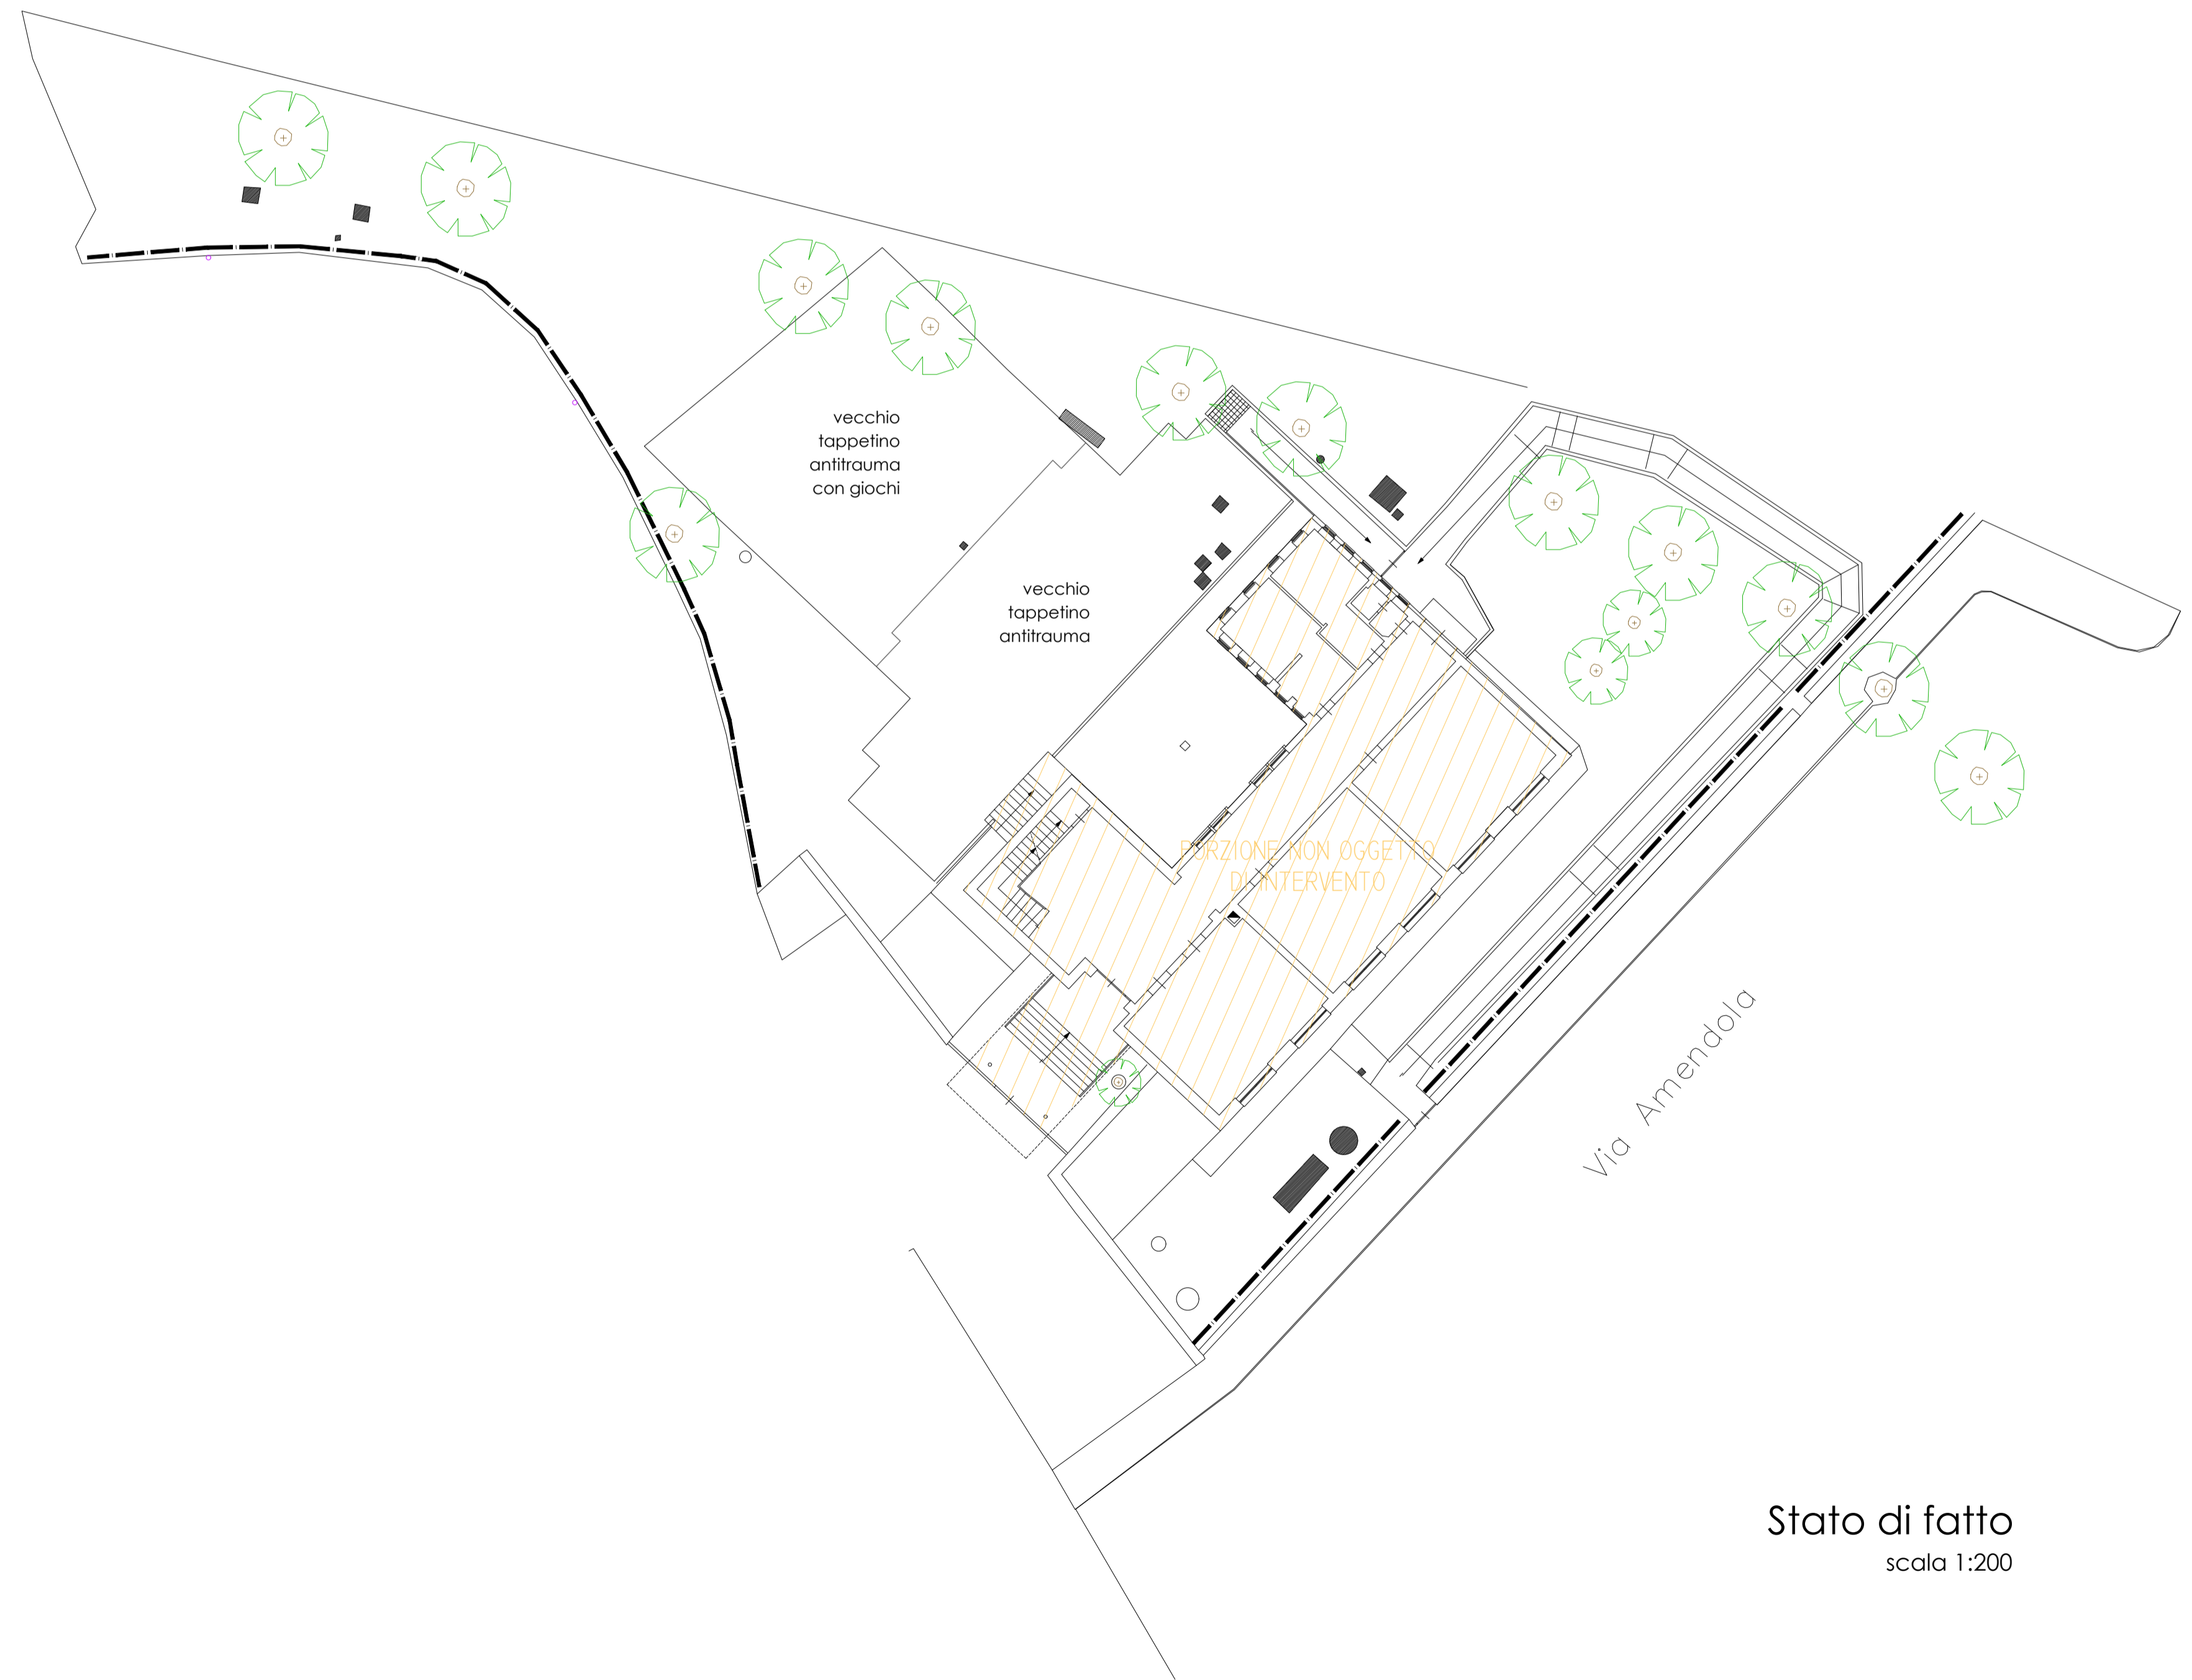 vecchio
tappetino
antitrauma
con giochi
vecchio
tappetino
antitrauma
PORZIONE NON OGGETTO
DI INTERVENTO
Via Amendola
Stato di fatto
scala 1:200